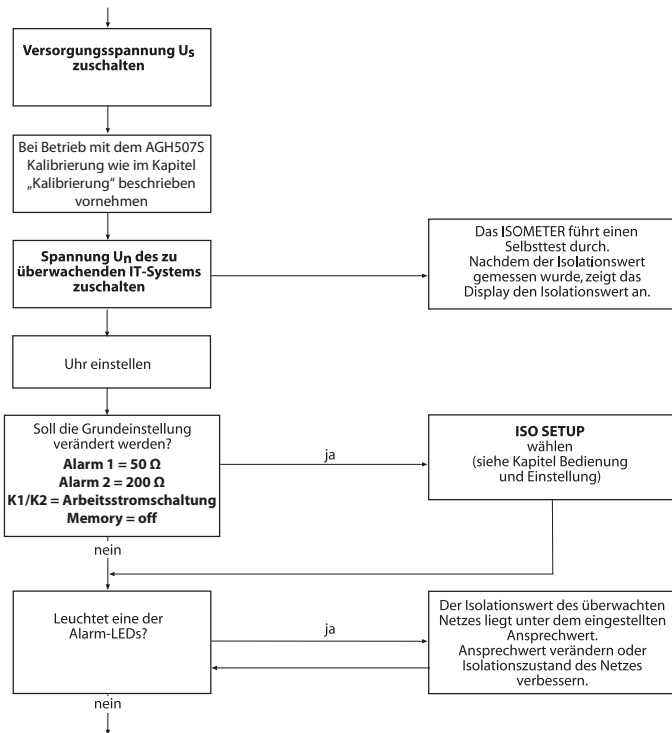 Versorgungsspannung Us
zuschalten
Bei Betrieb mit dem AGH507S
Kalibrierung wie im Kapitel
„Kalibrierung“ beschrieben
vornehmen
Spannung Un des zu
überwachenden IT-Systems
zuschalten
Das ISOMETER führt einen
Selbsttest durch.
Nachdem der Isolationswert
gemessen wurde, zeigt das
Display den Isolationswert an.
Uhr einstellen
Soll die Grundeinstellung
verändert werden?
Alarm 1 = 50 Ω
Alarm 2 = 200 Ω
K1/K2 = Arbeitsstromschaltung
Memory = off
ja
ISO SETUP
wählen
(siehe Kapitel Bedienung
und Einstellung)
nein
Leuchtet eine der
Alarm-LEDs?
ja
Der Isolationswert des überwachten
Netzes liegt unter dem eingestellten
Ansprechwert.
Ansprechwert verändern oder
Isolationszustand des Netzes
verbessern.
nein